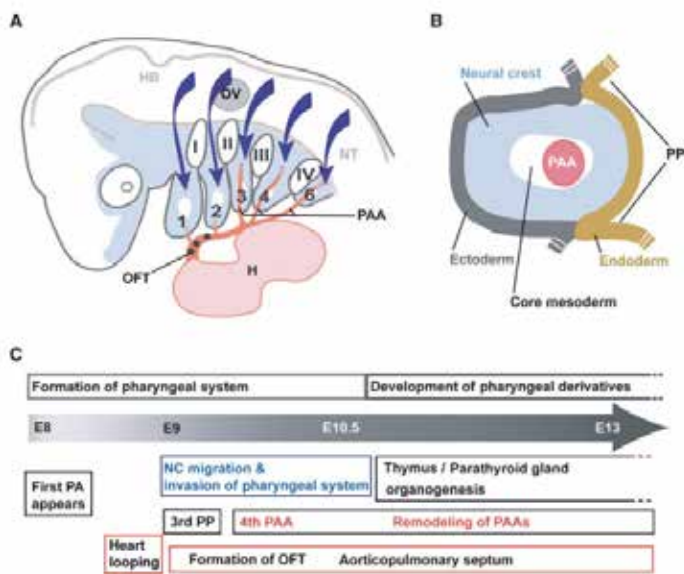 A
HB
OV
NT
I
II
III
IV
1
2
3
4
6
PAA
OFT
H
B
Neural crest
PAA
PP
Ectoderm
Endoderm
Core mesoderm
C
Formation of pharyngeal system
Development of pharyngeal derivatives
E8
E9
E10.5
E13
First PA
appears
NC migration &
invasion of pharyngeal system
Thymus / Parathyroid gland
organogenesis
3rd PP
4th PAA
Remodeling of PAAs
Heart
looping
Formation of OFT
Aorticopulmonary septum